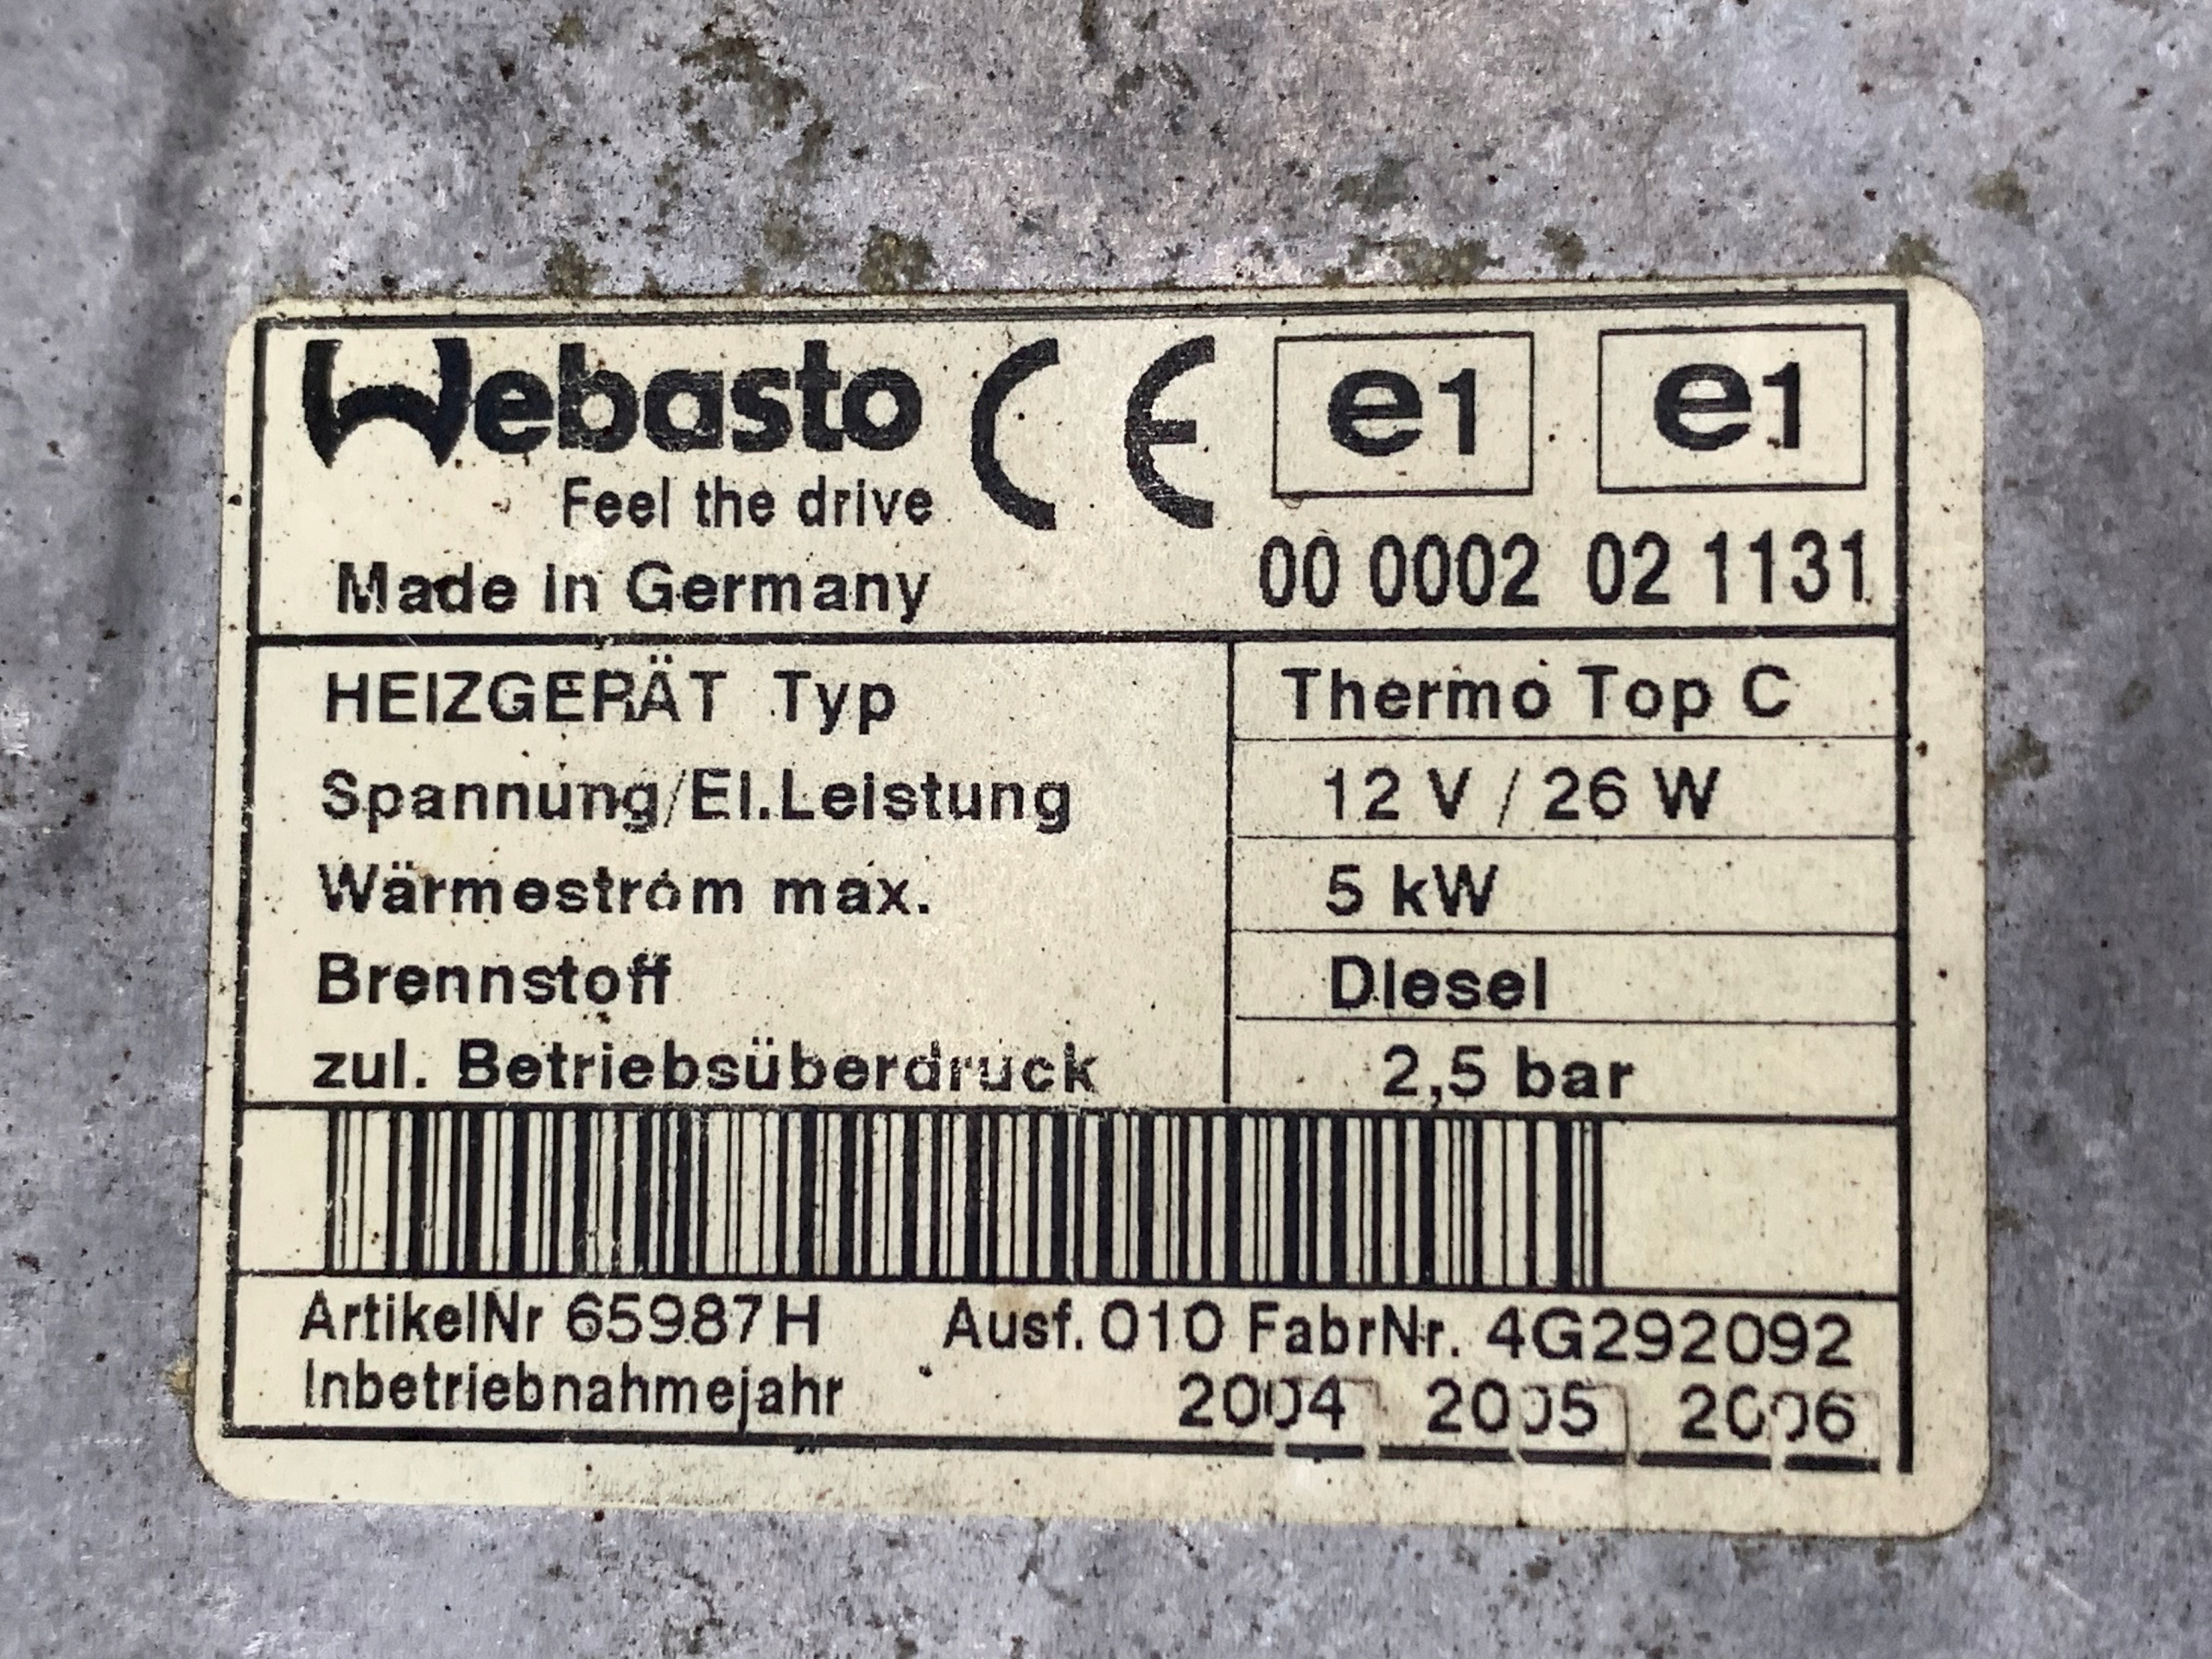 Webasto CE e1 e1
Feel the drive
00 0002 02 1131
Made in Germany
HEIZGERÄT Typ Thermo Top C
Spannung/El.Leistung 12 V / 26 W
Wärmestrom max. 5 kW
Brennstoff Diesel
zul. Betriebsüberdruck 2,5 bar
ArtikelNr 65987H Ausf. 010 FabrNr. 4G292092
Inbetriebnahmejahr 2004 2005 2006